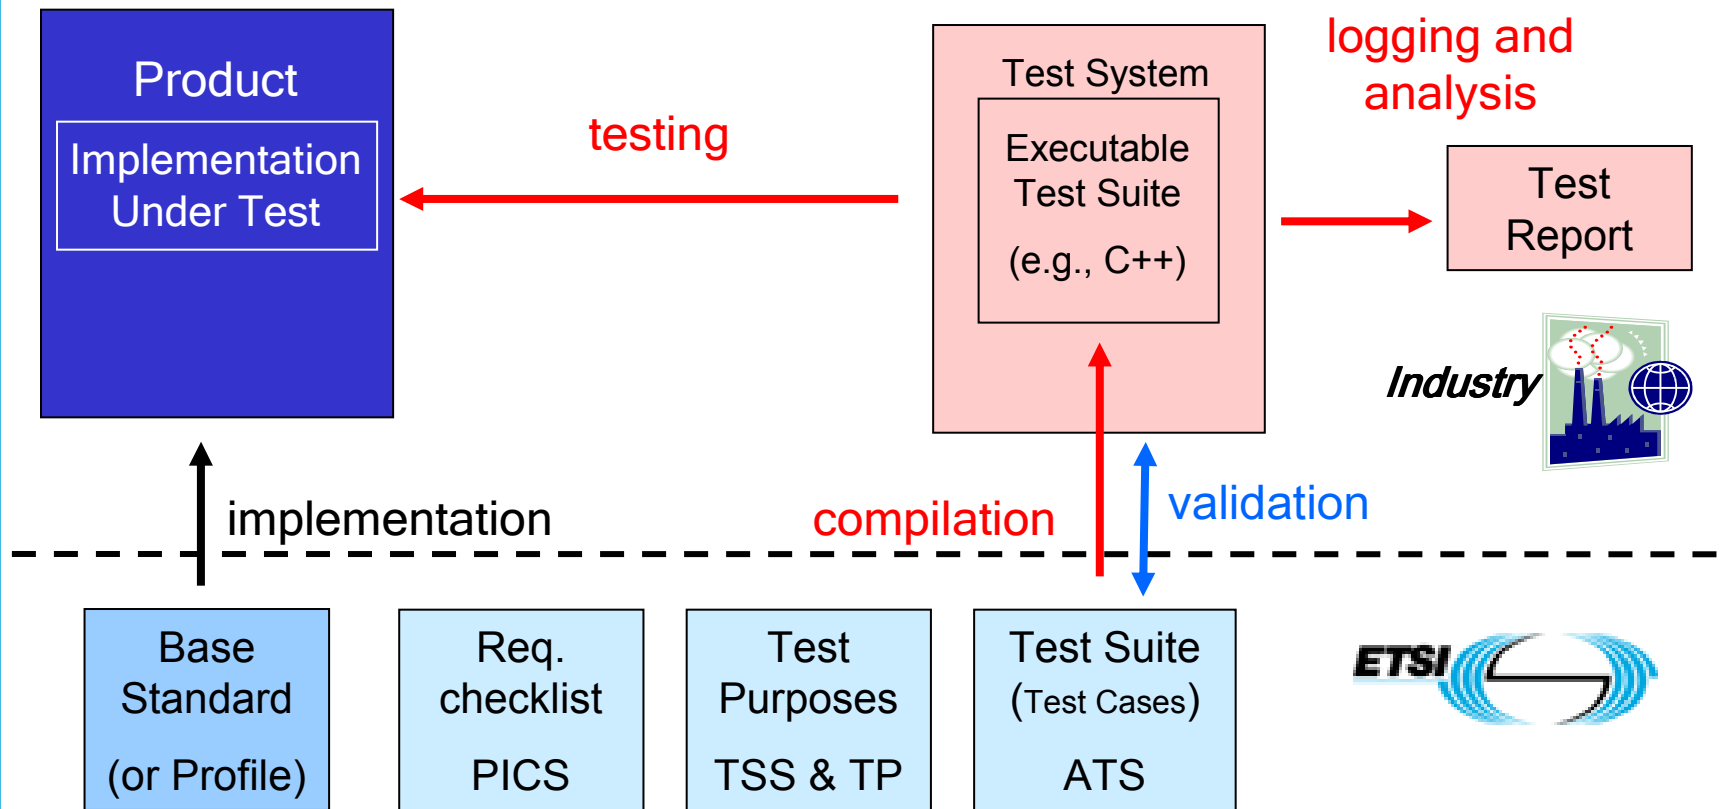 Product
Implementation
Under Test
testing
Test System
Executable
Test Suite
(e.g., C++)
logging and
analysis
Test
Report
Industry
implementation
compilation
validation
Base
Standard
(or Profile)
Req.
checklist
PICS
Test
Purposes
TSS & TP
Test Suite
(Test Cases)
ATS
ETSI